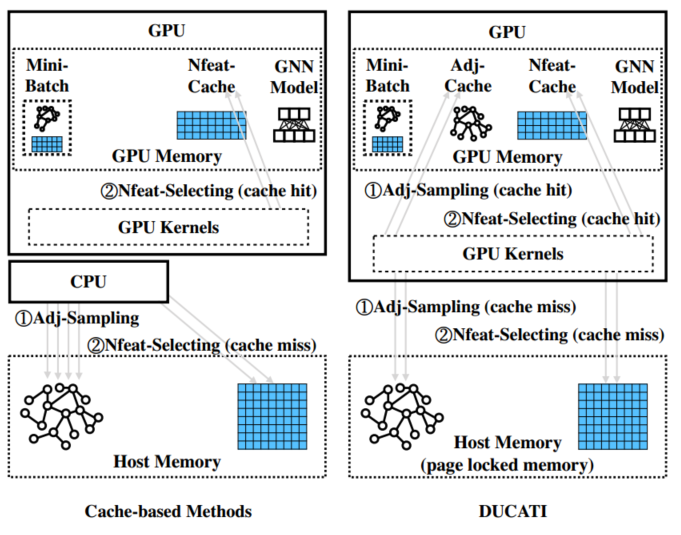 GPU
Mini-
Batch
Nfeat-
Cache
GNN
Model
GPU Memory
②Nfeat-Selecting (cache hit)
GPU Kernels
CPU
①Adj-Sampling
②Nfeat-Selecting (cache miss)
Host Memory
Cache-based Methods
GPU
Mini-
Batch
Adj-
Cache
Nfeat-
Cache
GNN
Model
GPU Memory
①Adj-Sampling (cache hit)
②Nfeat-Selecting (cache hit)
GPU Kernels
①Adj-Sampling (cache miss)
②Nfeat-Selecting (cache miss)
Host Memory
(page locked memory)
DUCATI